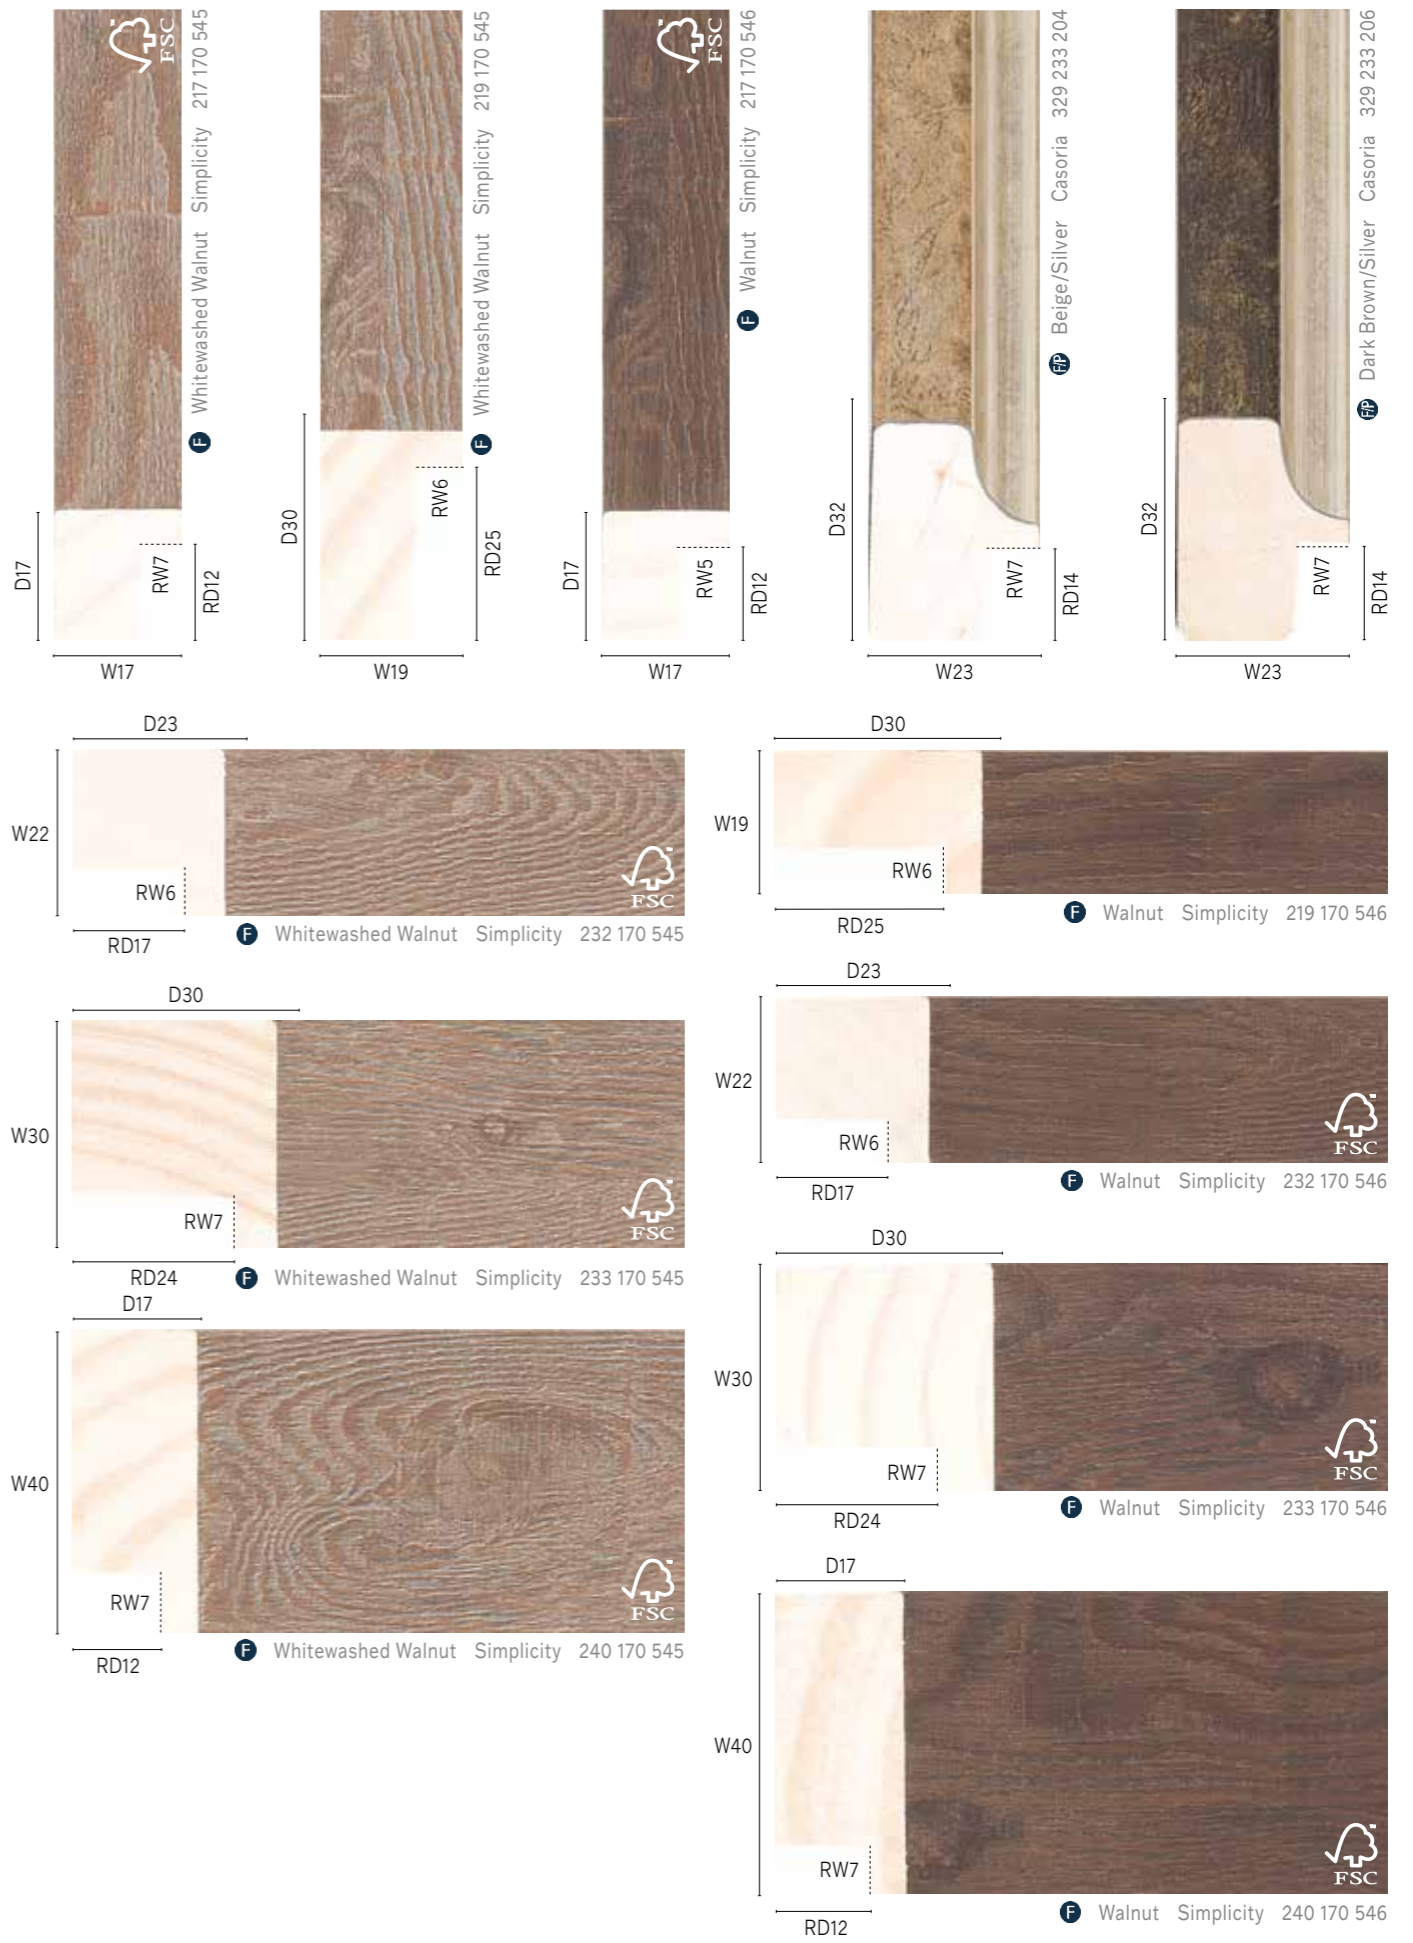 FSC
F Whitewashed Walnut Simplicity 217 170 545
D17
RW7
RD12
W17
F Whitewashed Walnut Simplicity 219 170 545
D30
RW6
RD25
W19
FSC
F Walnut Simplicity 217 170 546
D17
RW5
RD12
W17
F/P Beige/Silver Casoria 329 233 204
D32
RW7
RD14
W23
F/P Dark Brown/Silver Casoria 329 233 206
D32
RW7
RD14
W23
D23
W22
RW6
FSC
RD17
F Whitewashed Walnut Simplicity 232 170 545
D30
W30
RW7
FSC
RD24
F Whitewashed Walnut Simplicity 233 170 545
D17
W40
RW7
FSC
RD12
F Whitewashed Walnut Simplicity 240 170 545
D30
W19
RW6
RD25
F Walnut Simplicity 219 170 546
D23
W22
RW6
FSC
RD17
F Walnut Simplicity 232 170 546
D30
W30
RW7
FSC
RD24
F Walnut Simplicity 233 170 546
D17
W40
RW7
FSC
RD12
F Walnut Simplicity 240 170 546